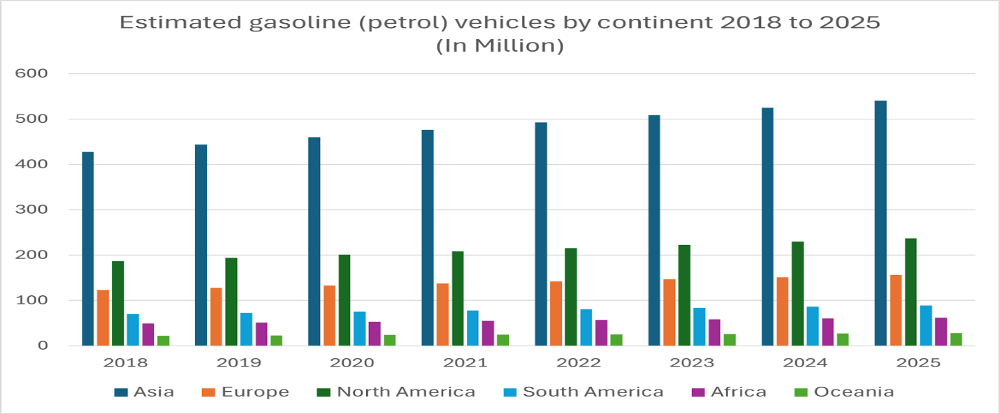 Estimated gasoline (petrol) vehicles by continent 2018 to 2025
(In Million)
600
500
400
300
200
100
0
2018 2019 2020 2021 2022 2023 2024 2025
Asia Europe North America South America Africa Oceania